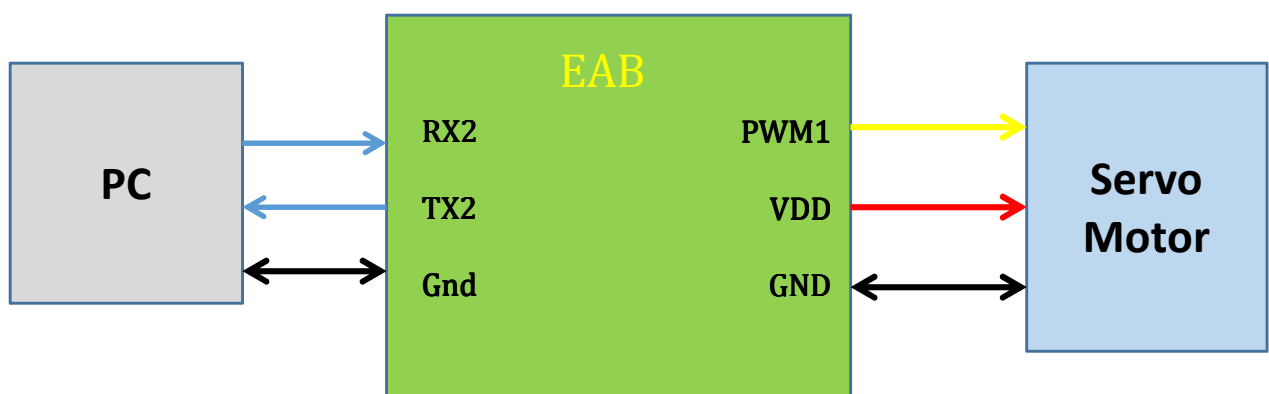 EAB
PC
RX2
TX2
Gnd
PWM1
VDD
GND
Servo
Motor